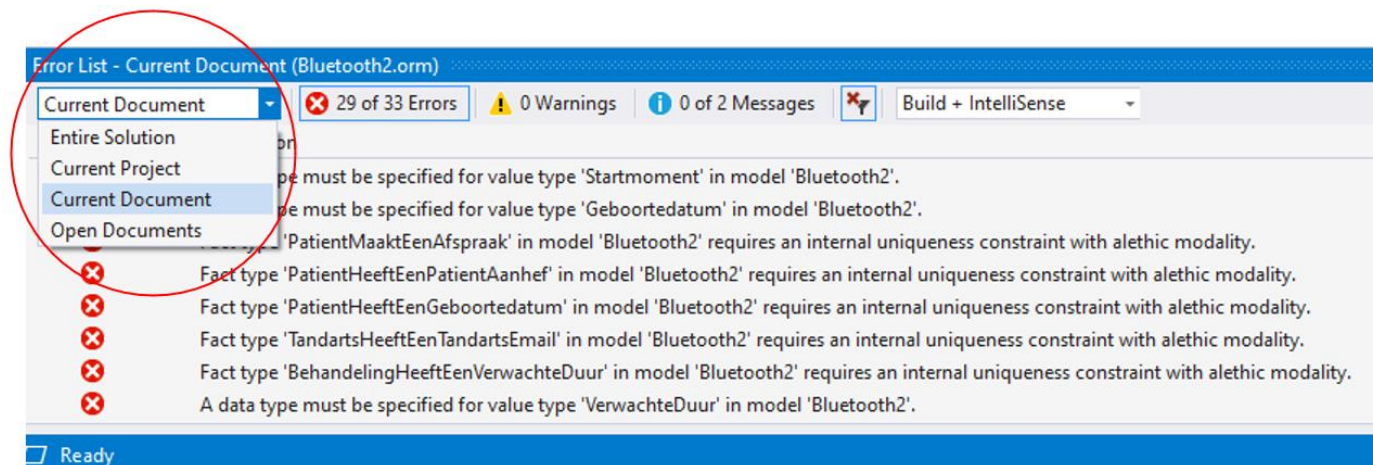 Error List - Current Document (Bluetooth2.orm)
Current Document 29 of 33 Errors 0 Warnings 0 of 2 Messages Build + IntelliSense
Entire Solution
Current Project
Current Document
Open Documents
must be specified for value type 'Startmoment' in model 'Bluetooth2'.
must be specified for value type 'Geboortedatum' in model 'Bluetooth2'.
Fact type 'PatientMaaktEenAfspraak' in model 'Bluetooth2' requires an internal uniqueness constraint with alethic modality.
Fact type 'PatientHeeftEenPatientAanhef' in model 'Bluetooth2' requires an internal uniqueness constraint with alethic modality.
Fact type 'PatientHeeftEenGeboortedatum' in model 'Bluetooth2' requires an internal uniqueness constraint with alethic modality.
Fact type 'TandartsHeeftEenTandartsEmail' in model 'Bluetooth2' requires an internal uniqueness constraint with alethic modality.
Fact type 'BehandelingHeeftEenVerwachteDuur' in model 'Bluetooth2' requires an internal uniqueness constraint with alethic modality.
A data type must be specified for value type 'VerwachteDuur' in model 'Bluetooth2'.
Ready